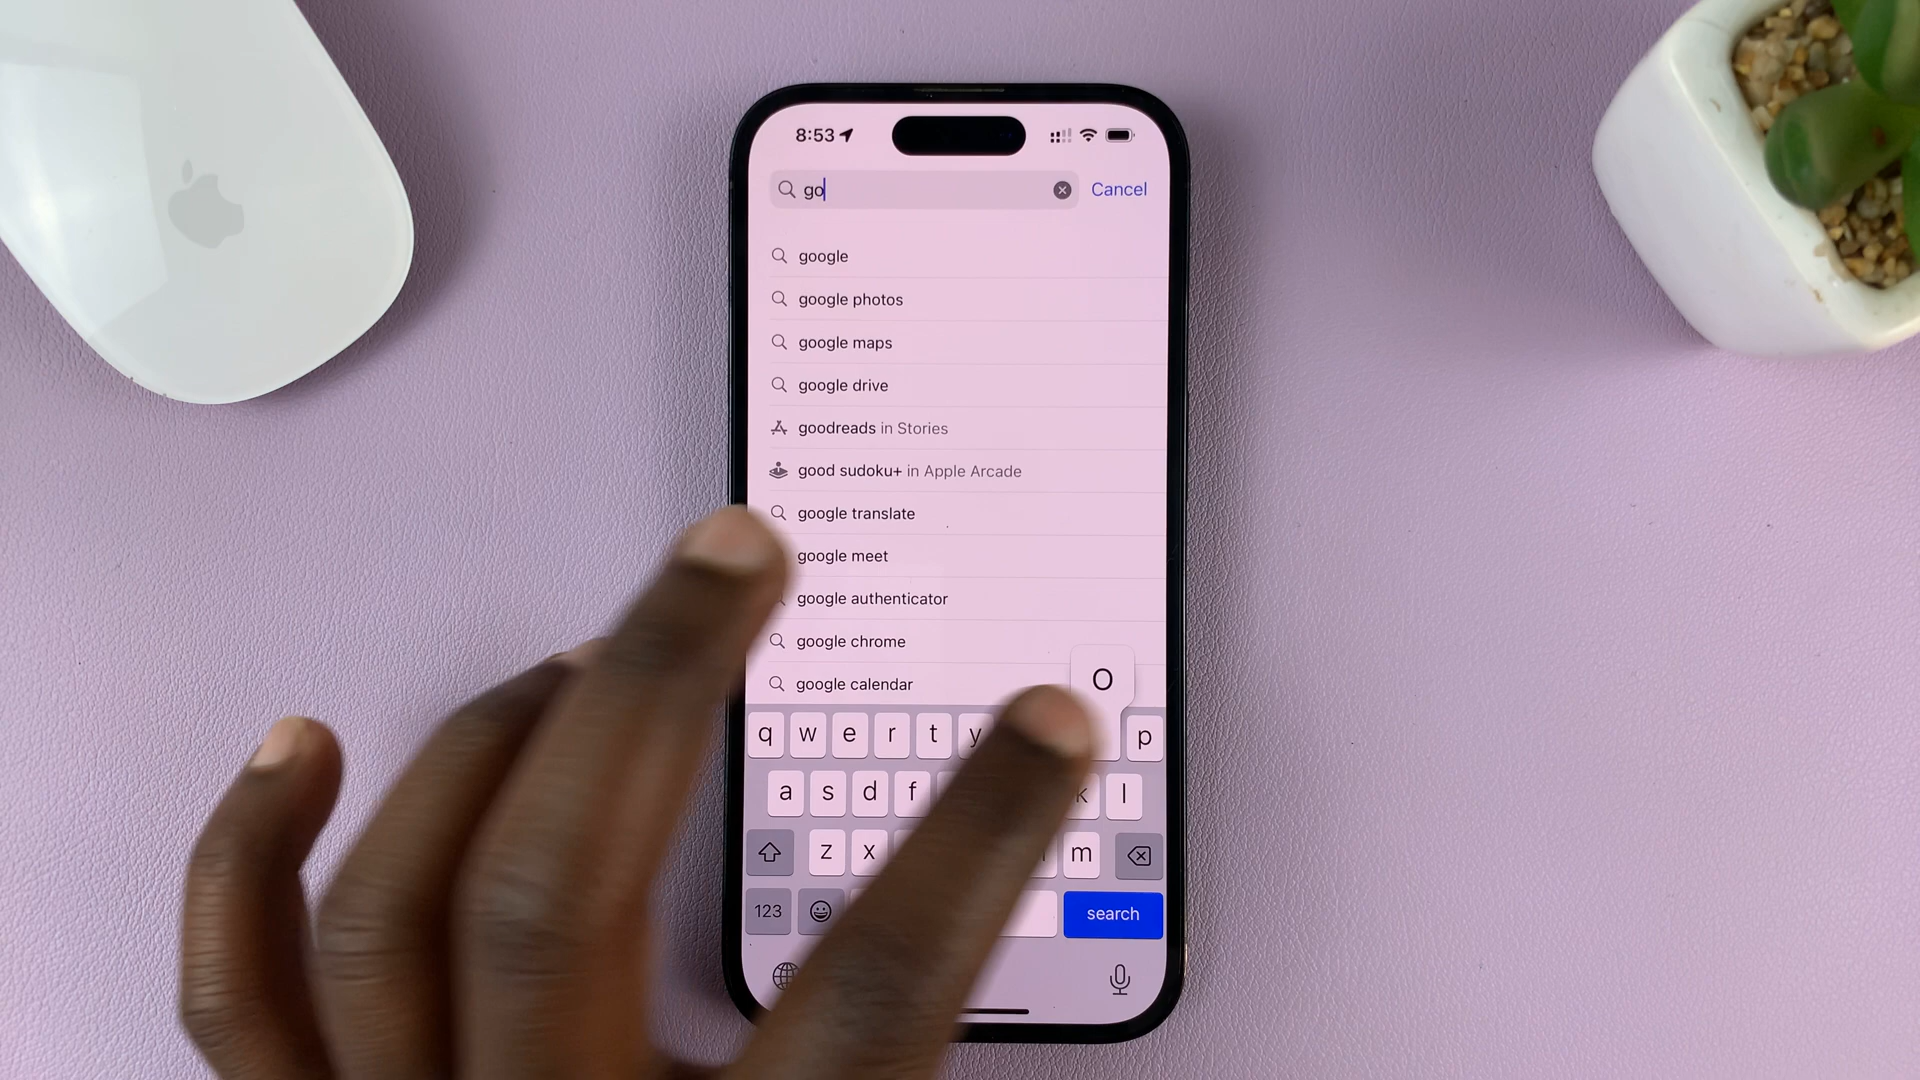 8:53
go
Cancel
google
google photos
google maps
google drive
goodreads in Stories
good sudoku+ in Apple Arcade
google translate
google meet
google authenticator
google chrome
google calendar
O
q w e r t y p
a s d f k l
z x m
123
search